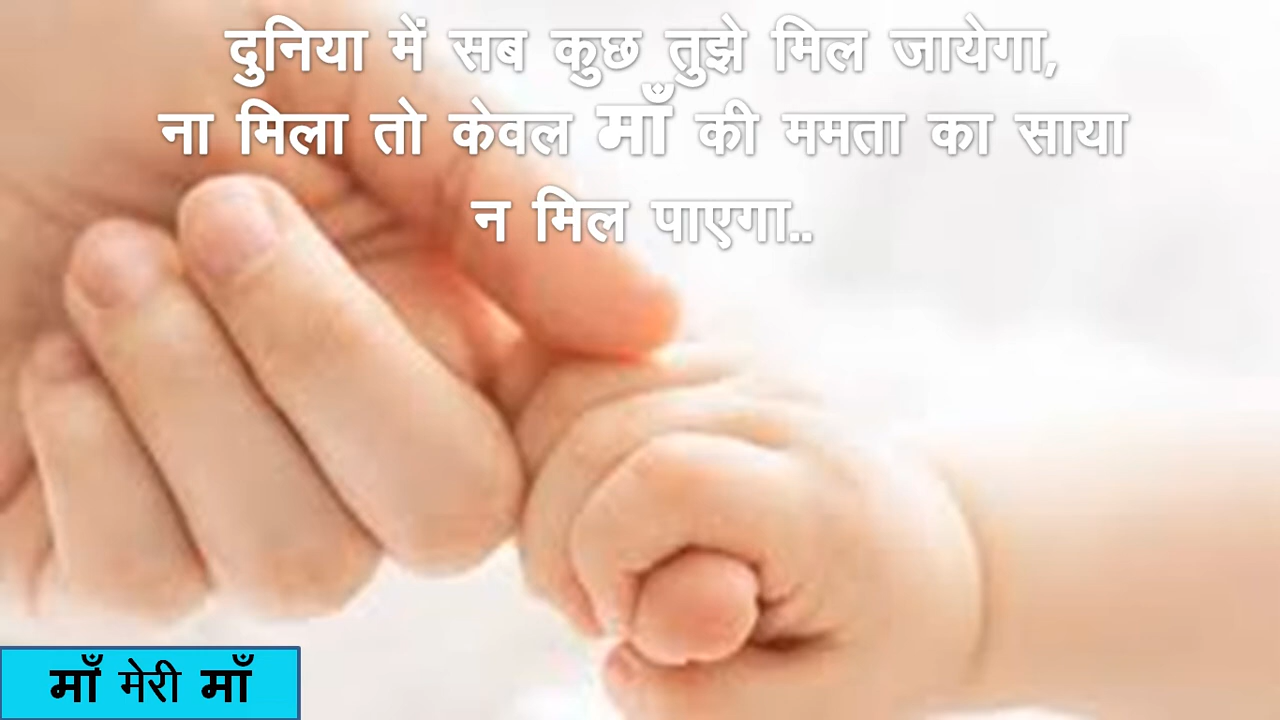 दुनिया में सब कुछ तुझे मिल जायेगा,
ना मिला तो केवल माँ की ममता का साया
न मिल पाएगा..
माँ मेरी माँ